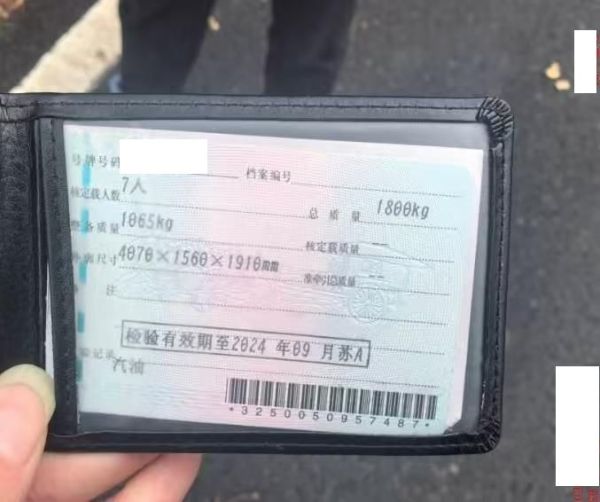 号牌号码
档案编号
核定载人数 7人
总质量 1800kg
整备质量 1065kg
核定载质量 --
外廓尺寸 4070×1560×1910mm
准牵引总质量 --
注
检验有效期至2024年09月苏A
记录
汽油
*3250050957487*